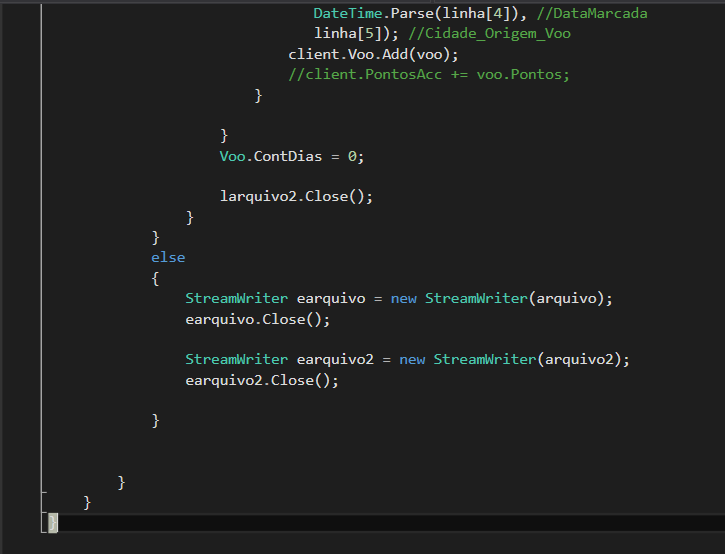 DateTime.Parse(linha[4]), //DataMarcada
linha[5]); //Cidade_Origem_Voo
client.Voo.Add(voo);
//client.PontosAcc += voo.Pontos;
}
}
Voo.ContDias = 0;
larquivo2.Close();
}
}
else
{
StreamWriter earquivo = new StreamWriter(arquivo);
earquivo.Close();
StreamWriter earquivo2 = new StreamWriter(arquivo2);
earquivo2.Close();
}
}
}
}